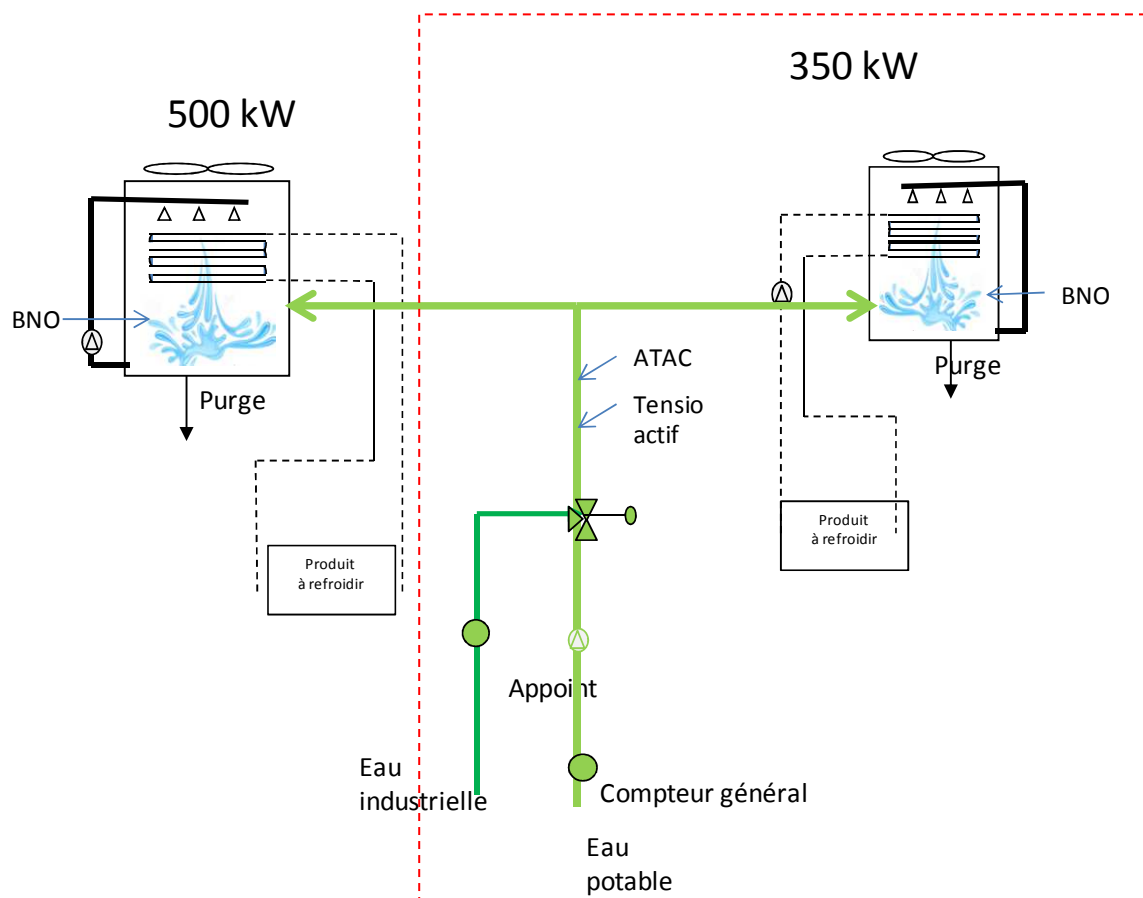 350 kW
500 kW
BNO
BNO
ATAC
Purge
Purge
Tensio
actif
Produit
à refroidir
Produit
à refroidir
Appoint
Eau
industrielle
Compteur général
Eau
potable